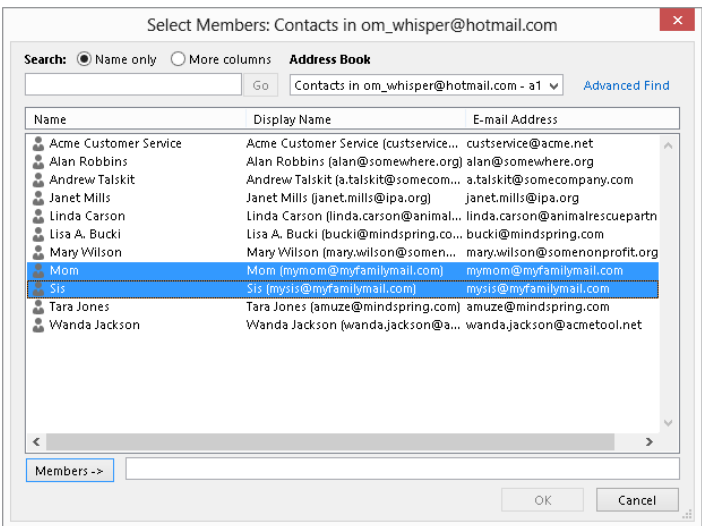 Select Members: Contacts in om_whisper@hotmail.com
Search: Name only More columns Address Book
Go Contacts in om_whisper@hotmail.com - a1 Advanced Find
Name Display Name E-mail Address
Acme Customer Service Acme Customer Service (custservice... custservice@acme.net
Alan Robbins Alan Robbins (alan@somewhere.org) alan@somewhere.org
Andrew Talskit Andrew Talskit (a.talskit@somecom... a.talskit@somecompany.com
Janet Mills Janet Mills (janet.mills@ipa.org) janet.mills@ipa.org
Linda Carson Linda Carson (linda.carson@animal... linda.carson@animalrescuepartn
Lisa A. Bucki Lisa A. Bucki (bucki@mindspring.co... bucki@mindspring.com
Mary Wilson Mary Wilson (mary.wilson@somen... mary.wilson@somenonprofit.org
Mom Mom (mymom@myfamilymail.com) mymom@myfamilymail.com
Sis Sis (mysis@myfamilymail.com) mysis@myfamilymail.com
Tara Jones Tara Jones (amuze@mindspring.com) amuze@mindspring.com
Wanda Jackson Wanda Jackson (wanda.jackson@a... wanda.jackson@acmetool.net
Members ->
OK Cancel